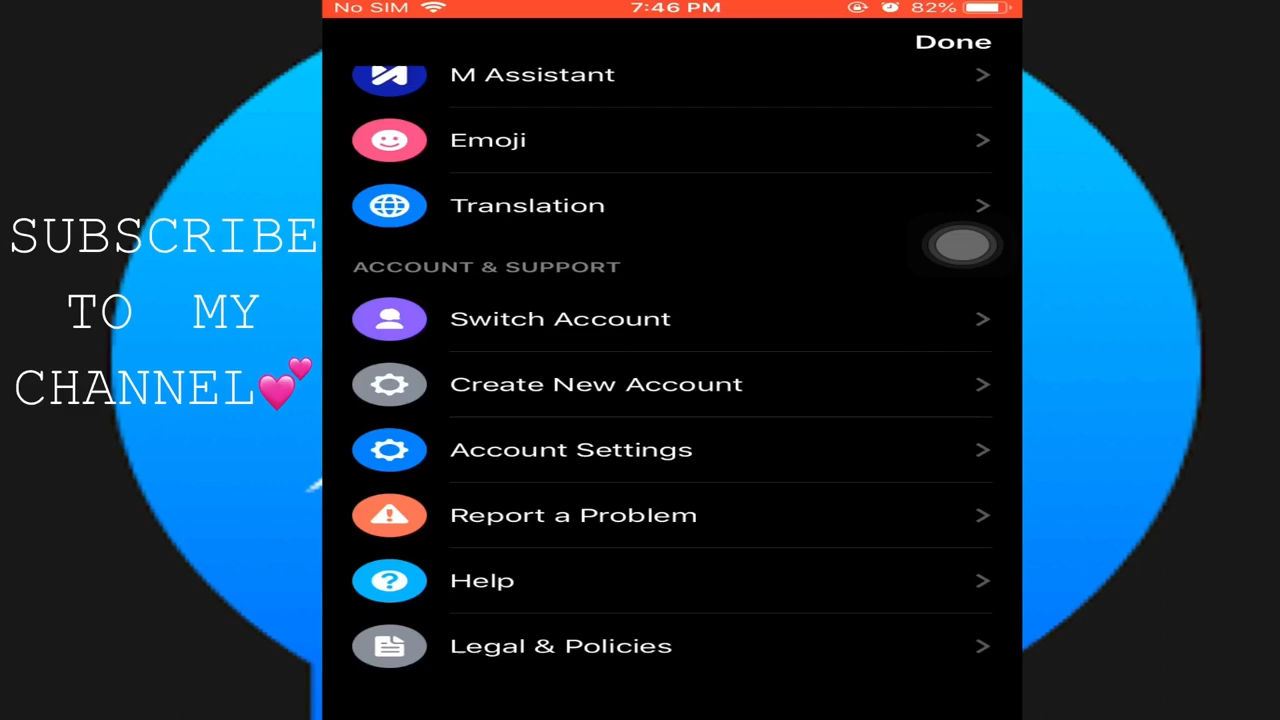 No SIM 7:46 PM 82%
Done
M Assistant
Emoji
Translation
ACCOUNT & SUPPORT
Switch Account
Create New Account
Account Settings
Report a Problem
Help
Legal & Policies
SUBSCRIBE
TO MY
CHANNEL💕